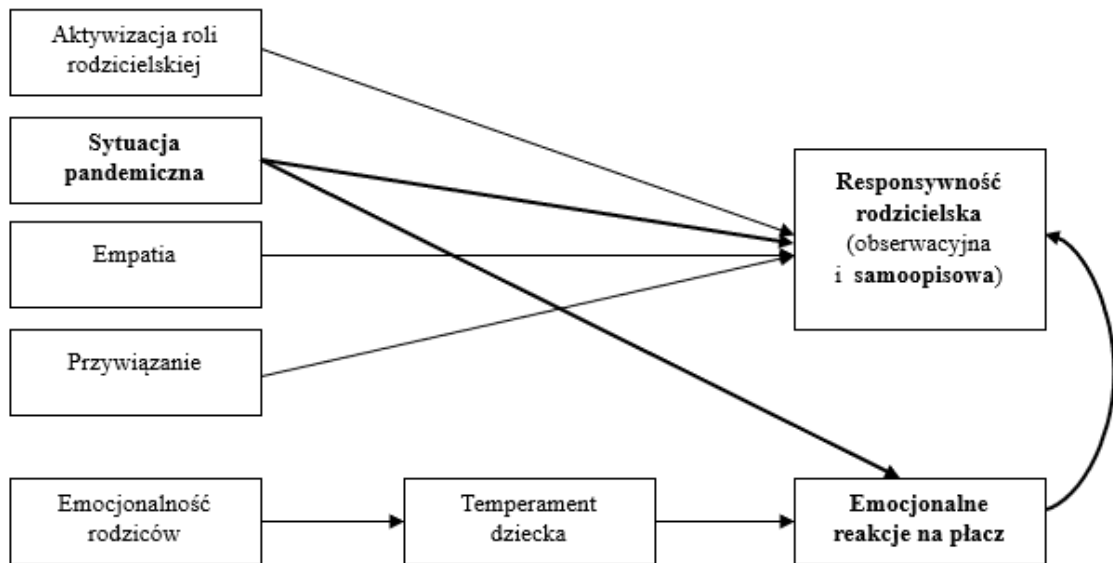 Aktywizacja roli
rodzicielskiej
Sytuacja
pandemiczna
Empatia
Przywiązanie
Responsywność
rodzicielska
(obserwacyjna
i samoopisowa)
Emocjonalność
rodziców
Temperament
dziecka
Emocjonalne
reakcje na płacz